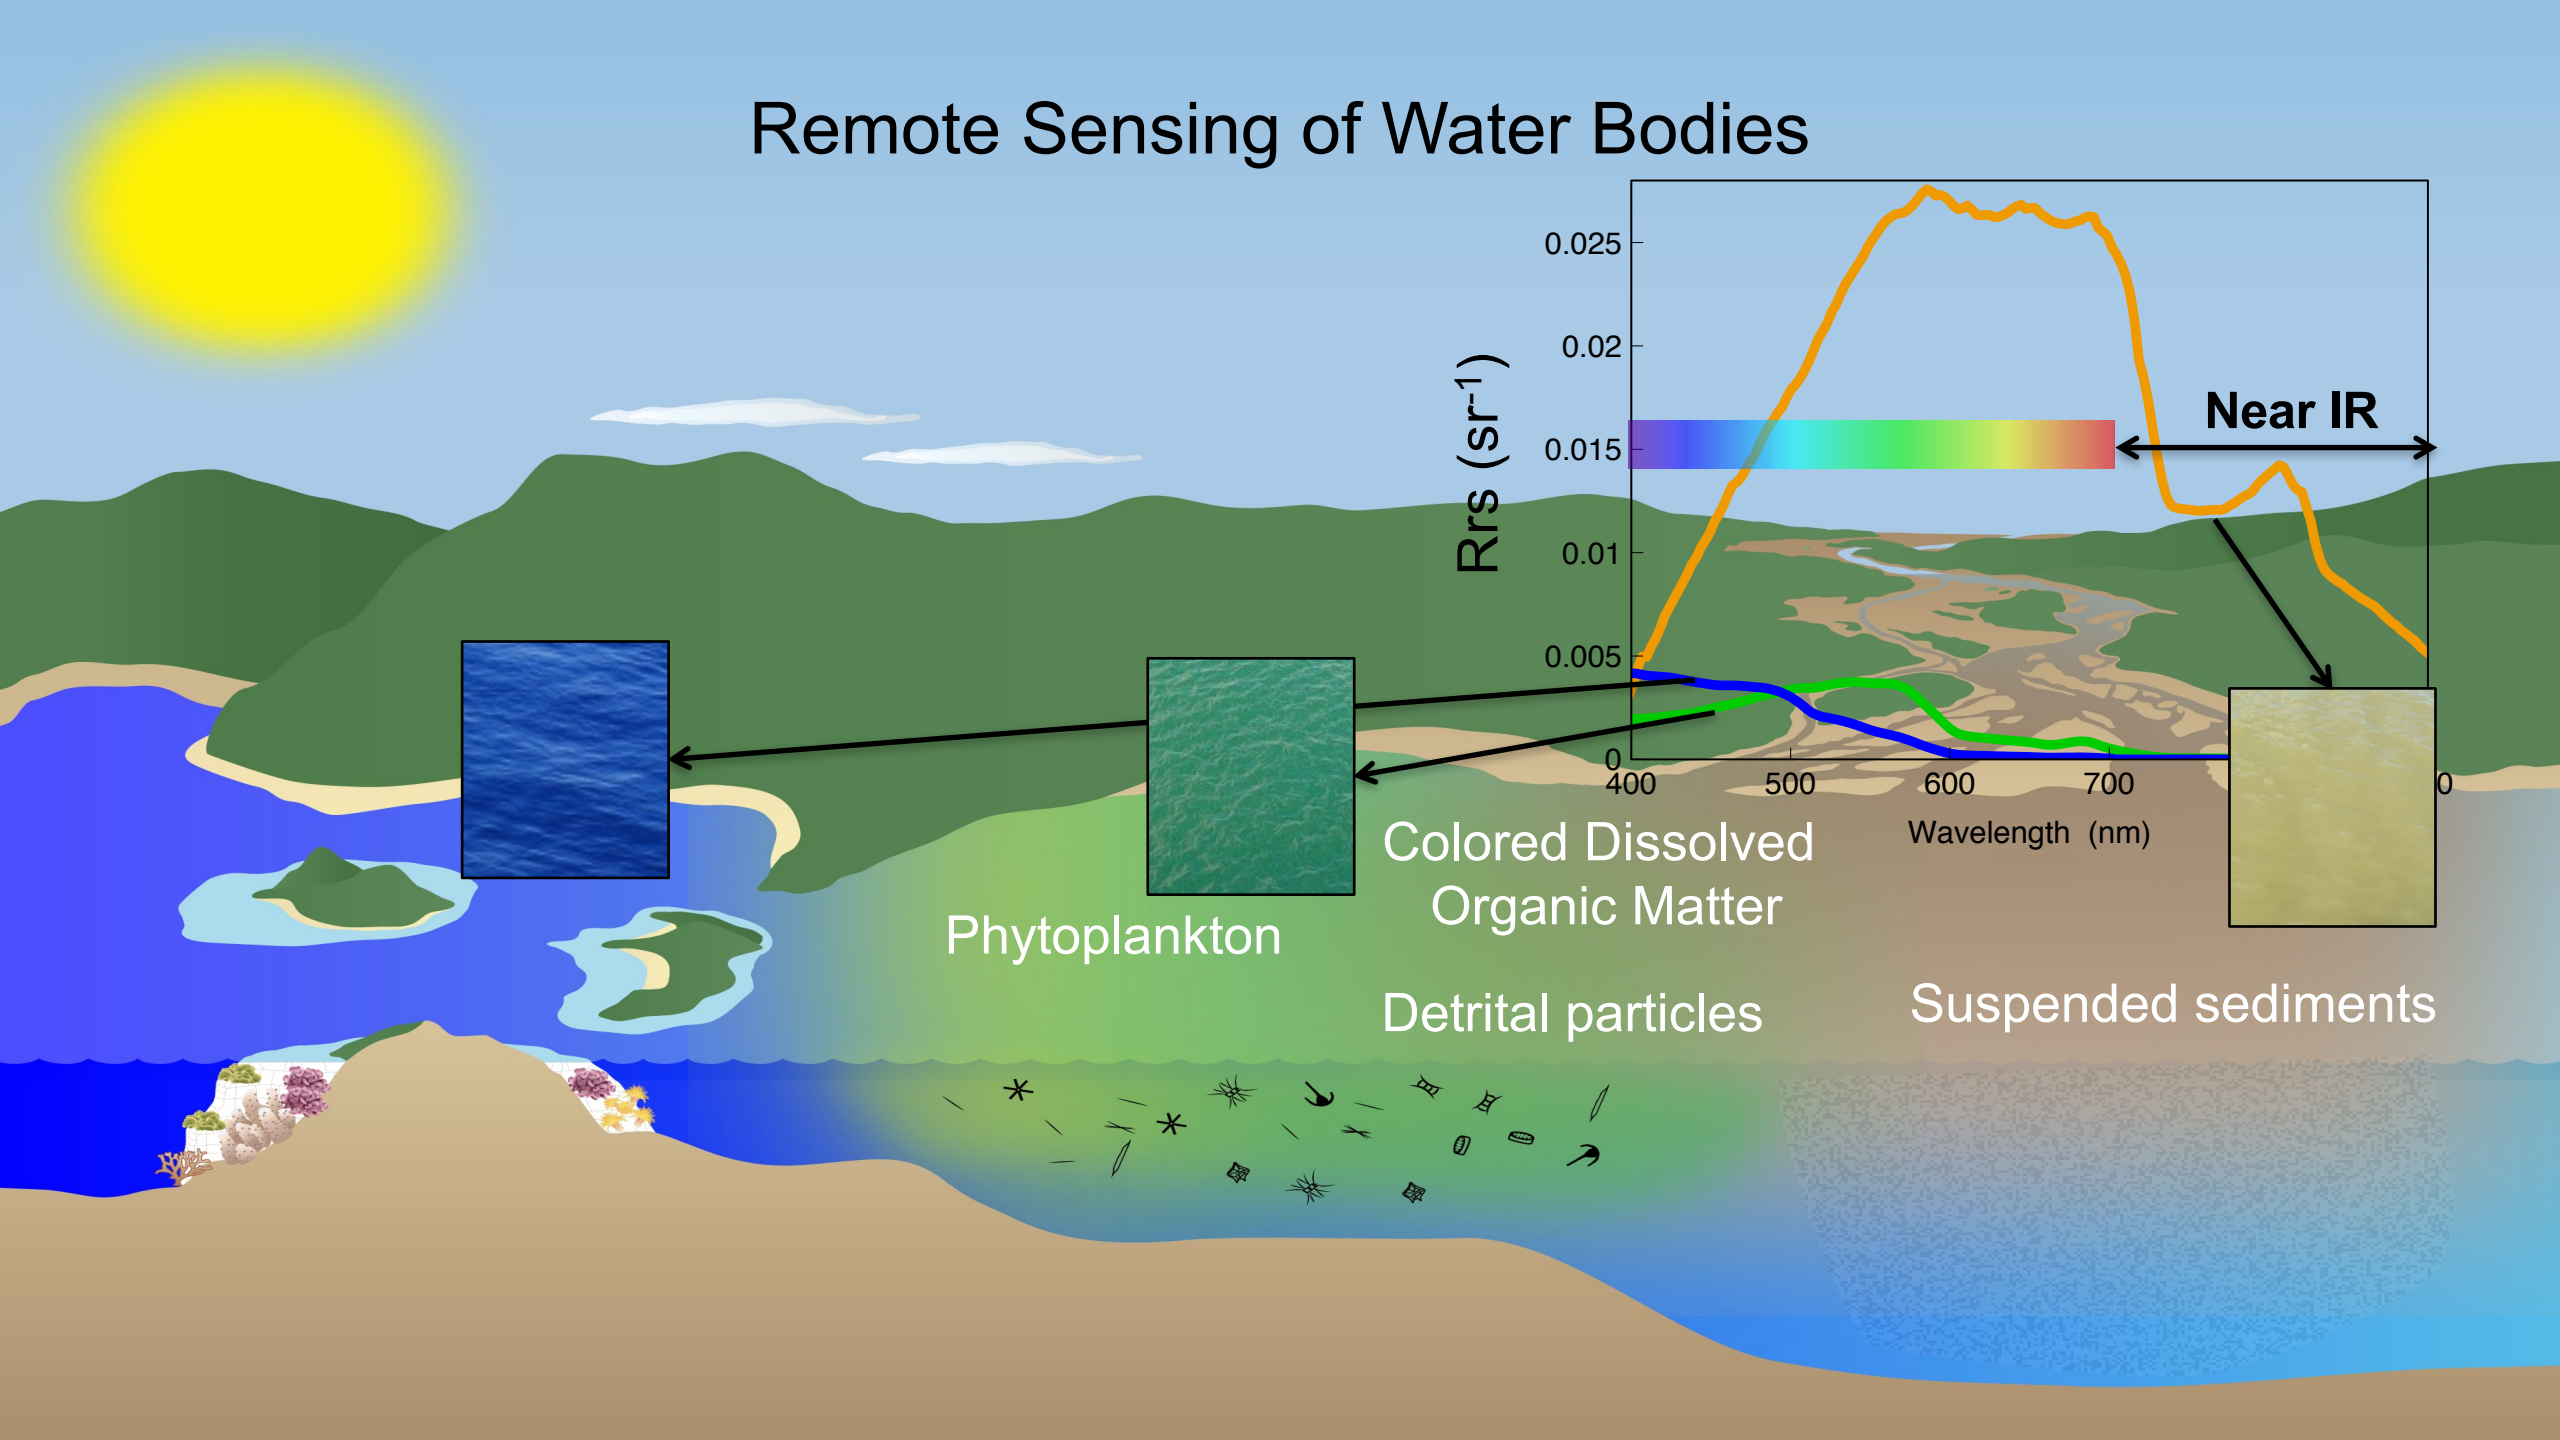 Remote Sensing of Water Bodies
0.025
0.02
Near IR
0.015
Rrs (sr-1)
0.01
0.005
0
400 500 600 700
Wavelength (nm)
Colored Dissolved
Organic Matter
Phytoplankton
Detrital particles
Suspended sediments